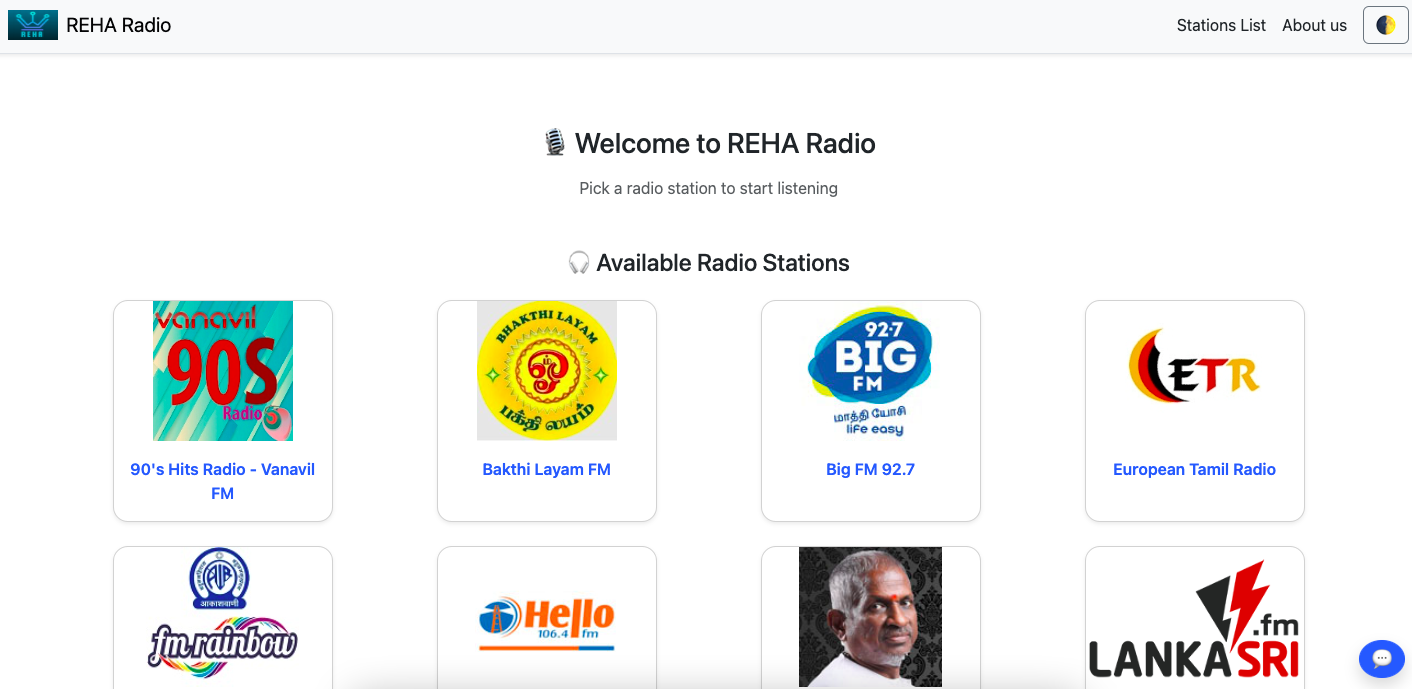 REHA
REHA Radio
Stations List
About us
Welcome to REHA Radio
Pick a radio station to start listening
Available Radio Stations
vanavil
90s
Radio
90's Hits Radio - Vanavil
FM
BHAKTHI LAYAM
ஓம்
பக்தி லயம்
Bakthi Layam FM
92.7
BIG
FM
மாத்தி யோசி
life easy
Big FM 92.7
ETR
European Tamil Radio
AIR
आकाशवाणी
fm rainbow
Hello
106.4 fm
.fm
LANKASRI